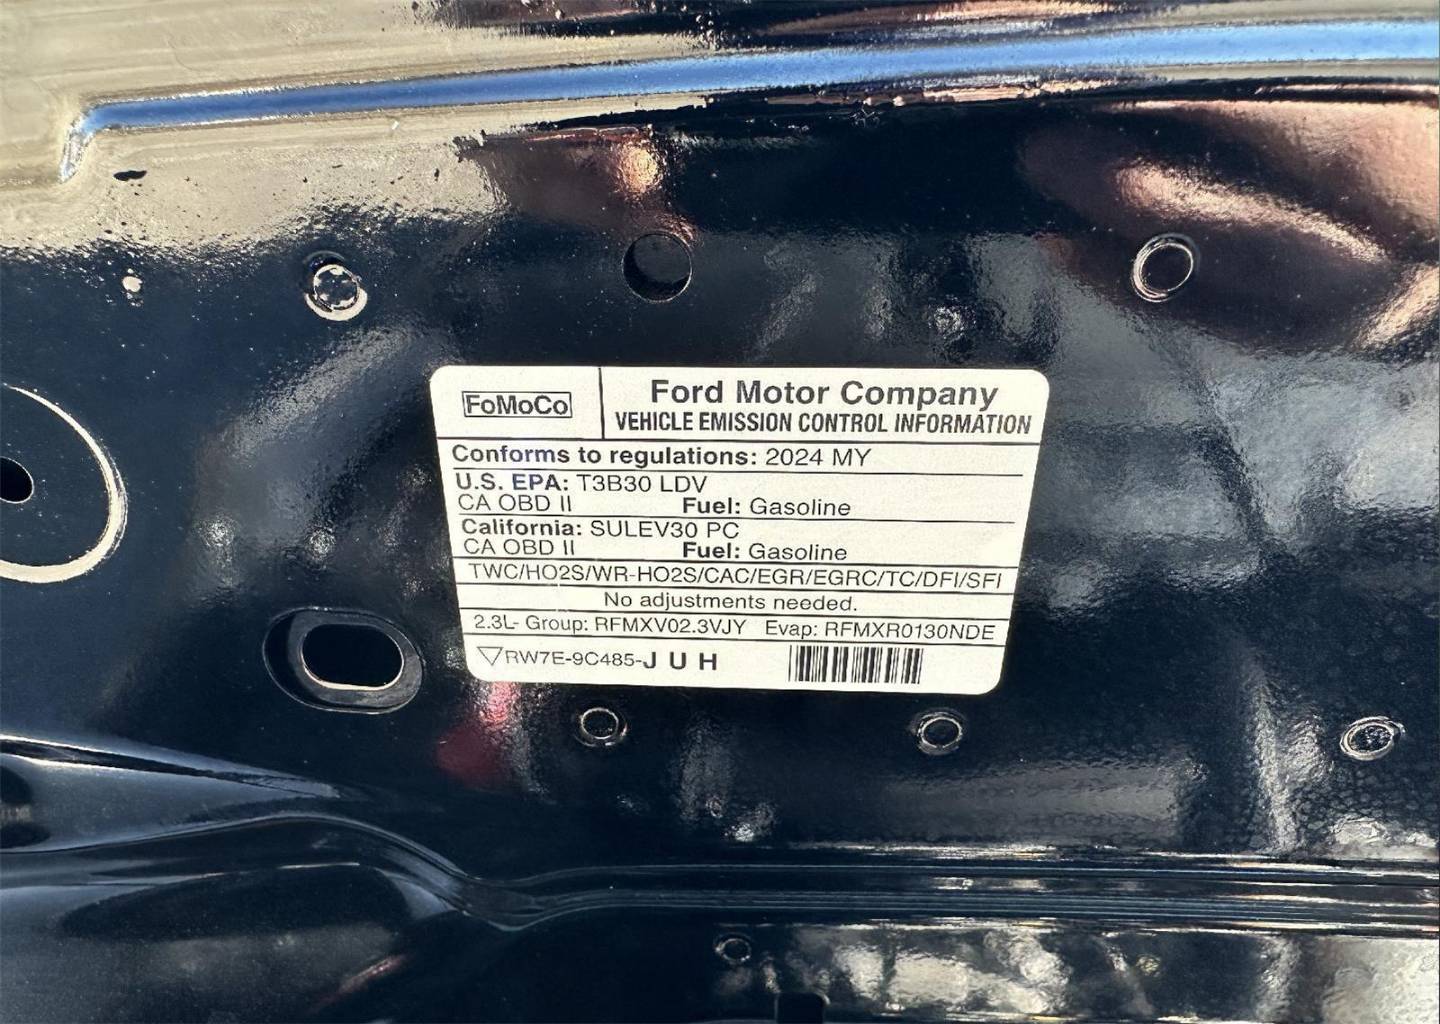 FoMoCo
Ford Motor Company
VEHICLE EMISSION CONTROL INFORMATION
Conforms to regulations: 2024 MY
U.S. EPA: T3B30 LDV
CA OBD II Fuel: Gasoline
California: SULEV30 PC
CA OBD II Fuel: Gasoline
TWC/HO2S/WR-HO2S/CAC/EGR/EGRC/TC/DFI/SFI
No adjustments needed.
2.3L- Group: RFMXV02.3VJY Evap: RFMXR0130NDE
RW7E-9C485-J U H